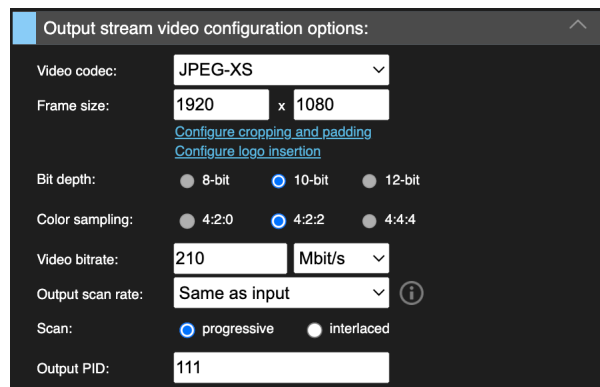 Output stream video configuration options:
Video codec: JPEG-XS
Frame size: 1920 x 1080
Configure cropping and padding
Configure logo insertion
Bit depth: 8-bit 10-bit 12-bit
Color sampling: 4:2:0 4:2:2 4:4:4
Video bitrate: 210 Mbit/s
Output scan rate: Same as input
Scan: progressive interlaced
Output PID: 111